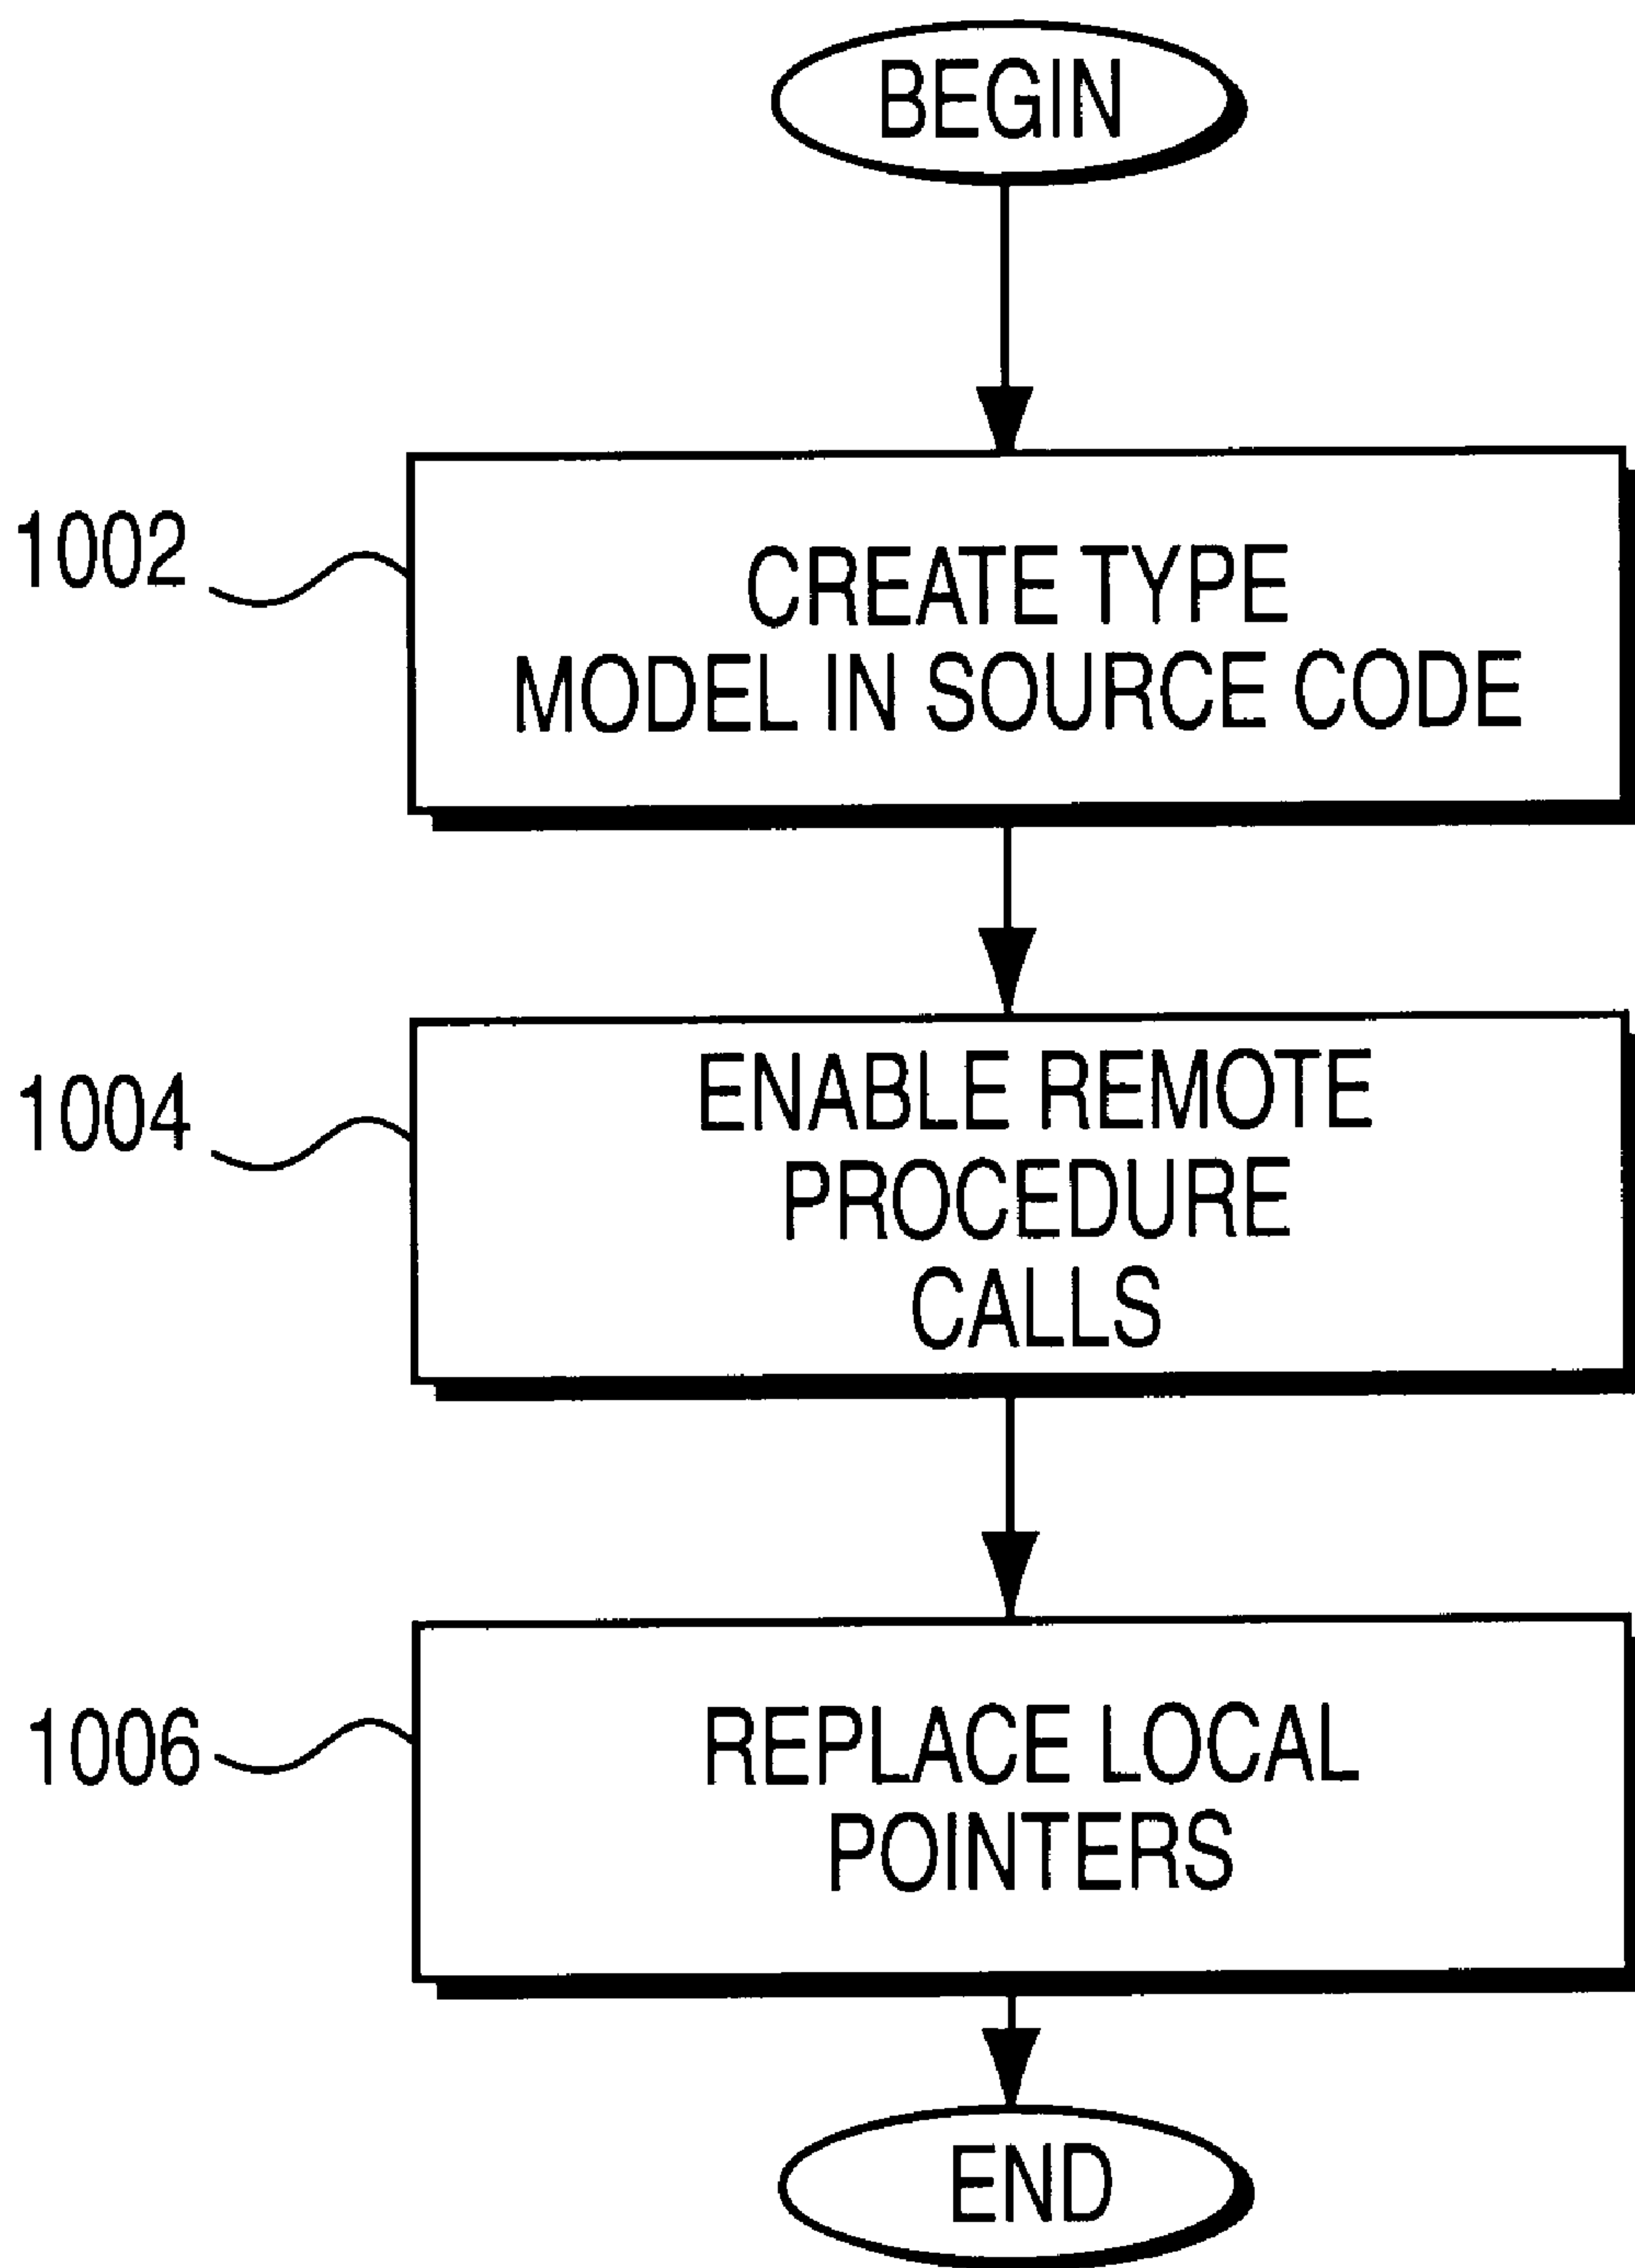 BEGIN
1002
CREATE TYPE
MODEL IN SOURCE CODE
1004
ENABLE REMOTE
PROCEDURE
CALLS
1006
REPLACE LOCAL
POINTERS
END